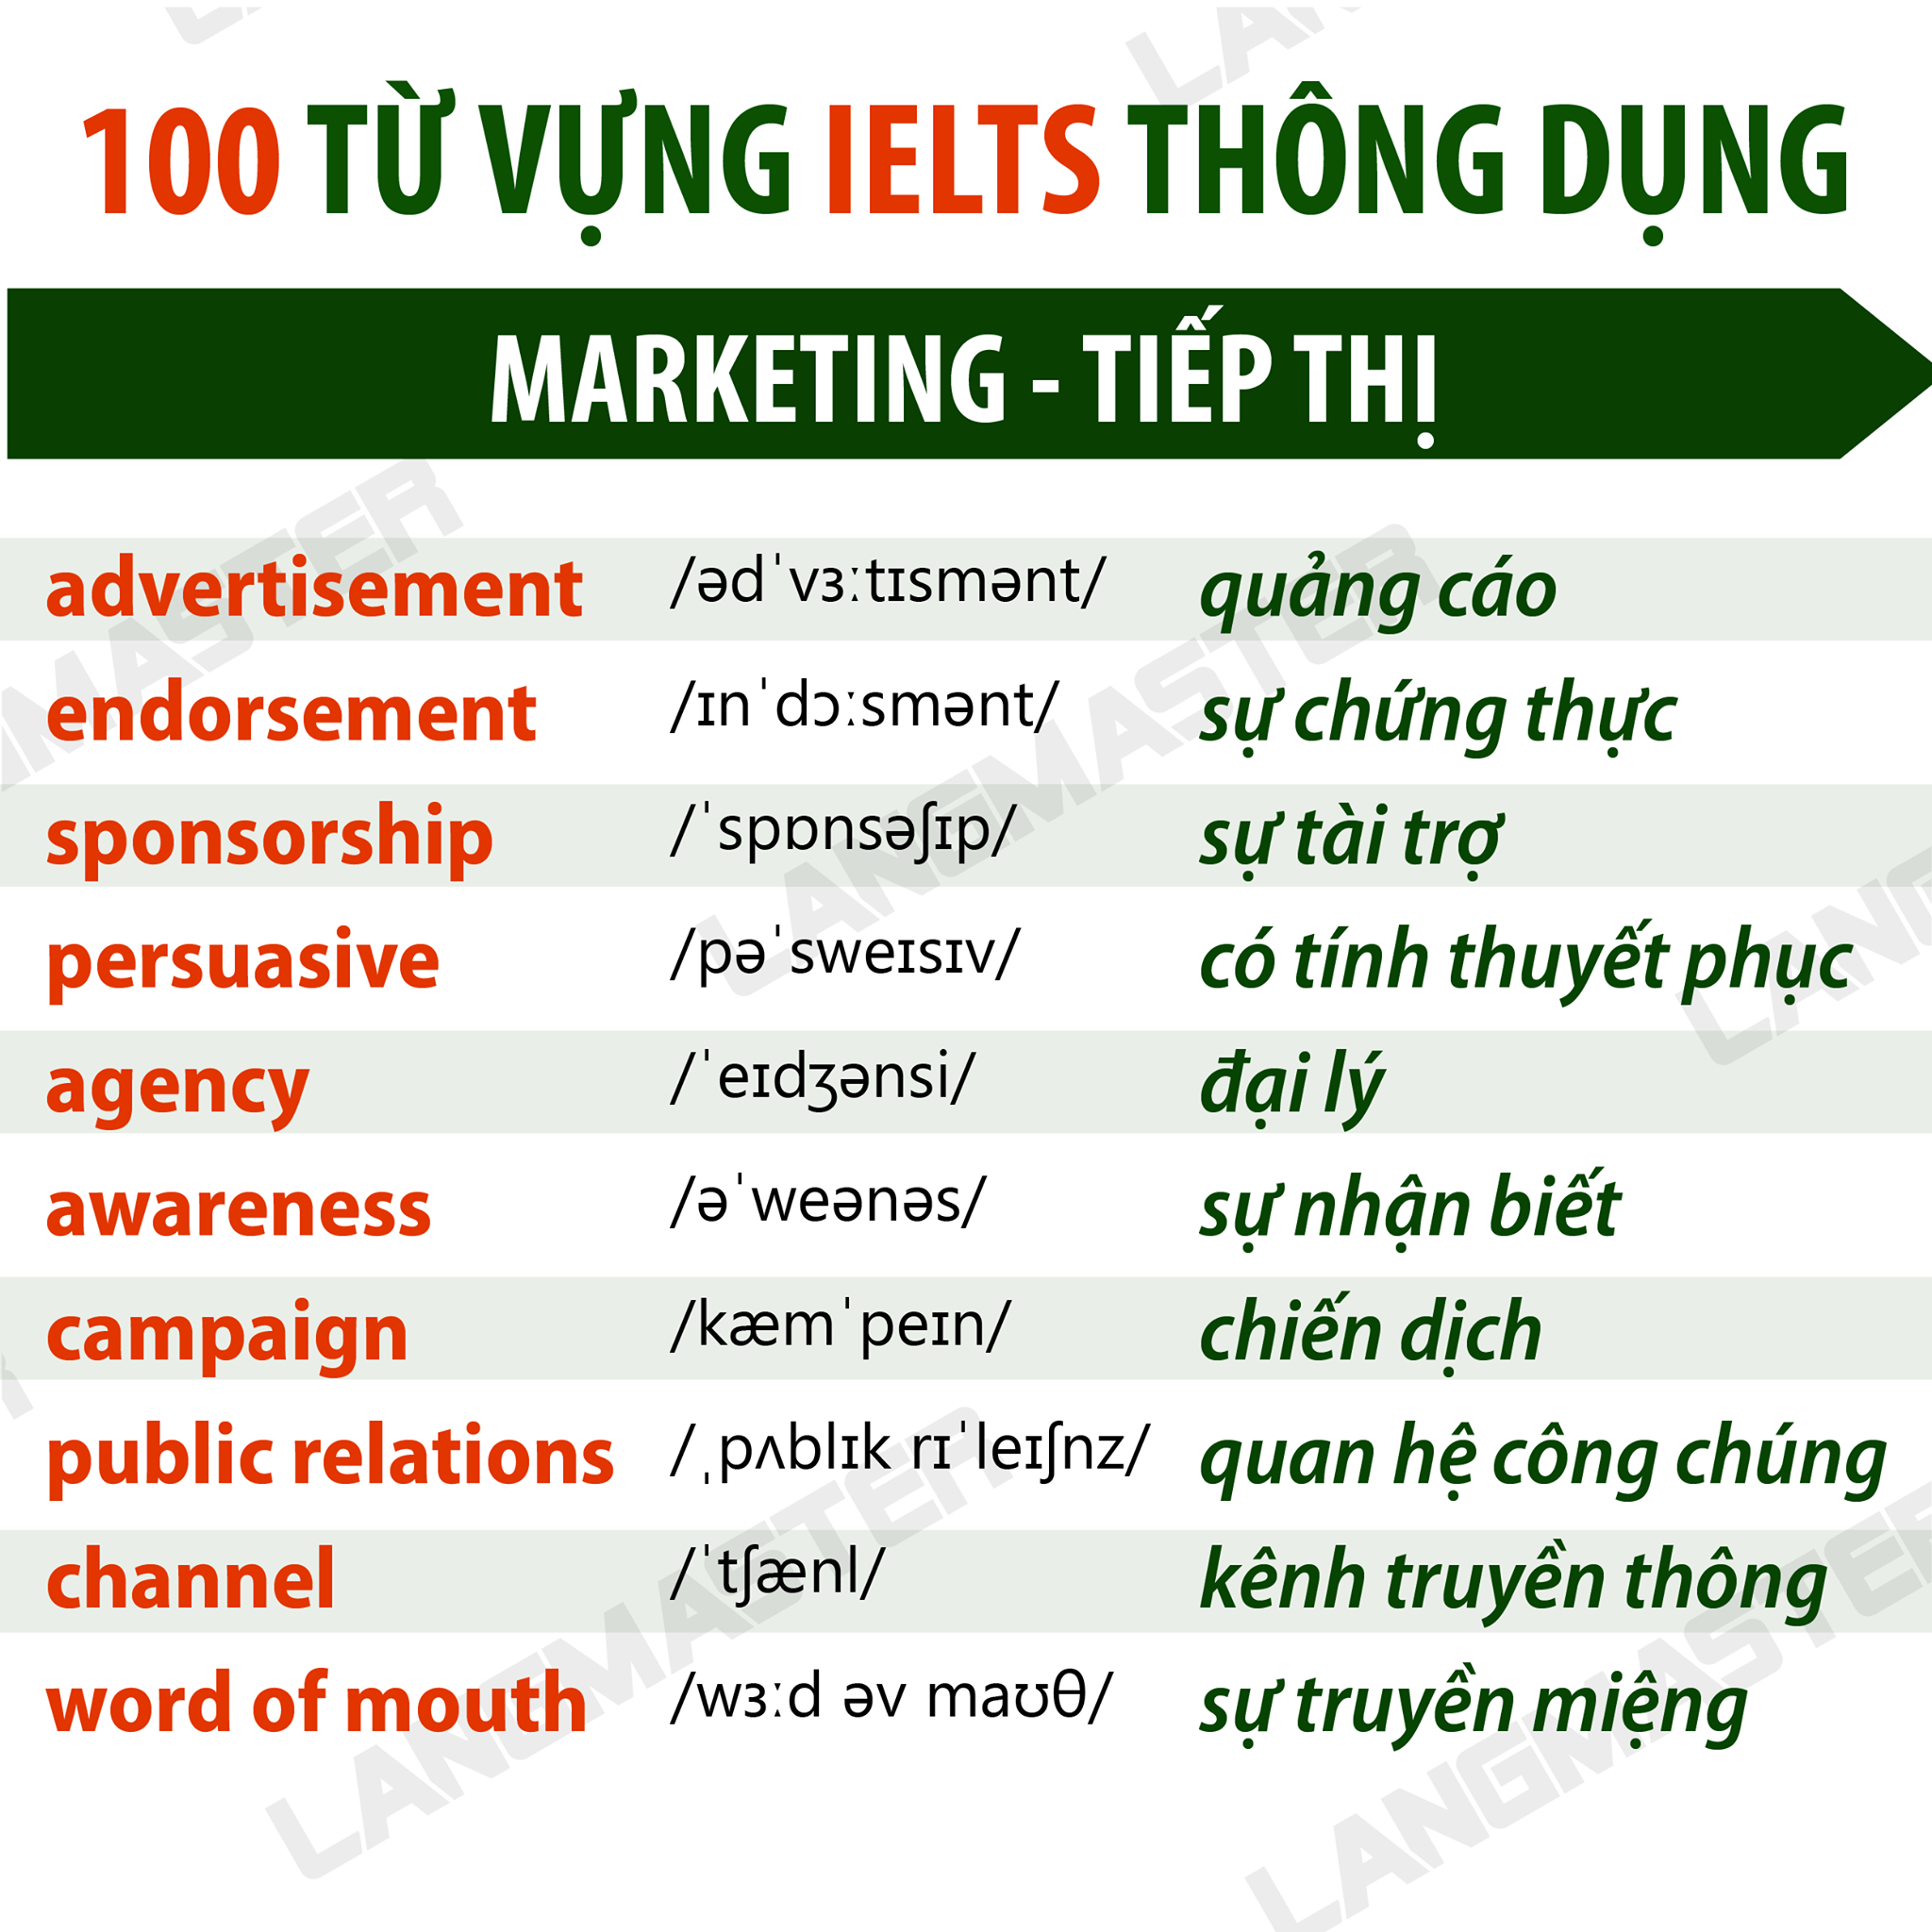 100 TỪ VỰNG IELTS THÔNG DỤNG
MARKETING - TIẾP THỊ
advertisement /ədˈvɜːtɪsmənt/ quảng cáo
endorsement /ɪnˈdɔːsmənt/ sự chứng thực
sponsorship /ˈspɒnsəʃɪp/ sự tài trợ
persuasive /pəˈsweɪsɪv/ có tính thuyết phục
agency /ˈeɪdʒənsi/ đại lý
awareness /əˈweənəs/ sự nhận biết
campaign /kæmˈpeɪn/ chiến dịch
public relations /ˌpʌblɪk rɪˈleɪʃnz/ quan hệ công chúng
channel /ˈtʃænl/ kênh truyền thông
word of mouth /wɜːd əv maʊθ/ sự truyền miệng
LANGMASTER
LANGMASTER
LANGMASTER